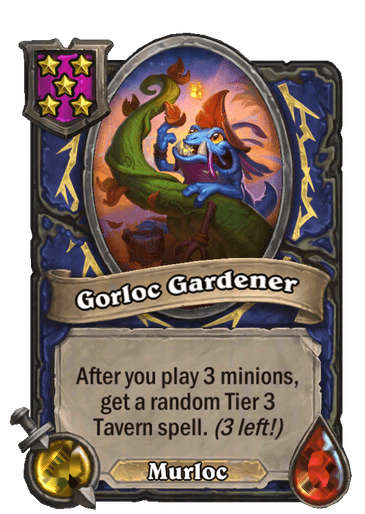 Gorloc Gardener
After you play 3 minions,
get a random Tier 3
Tavern spell. (3 left!)
Murloc